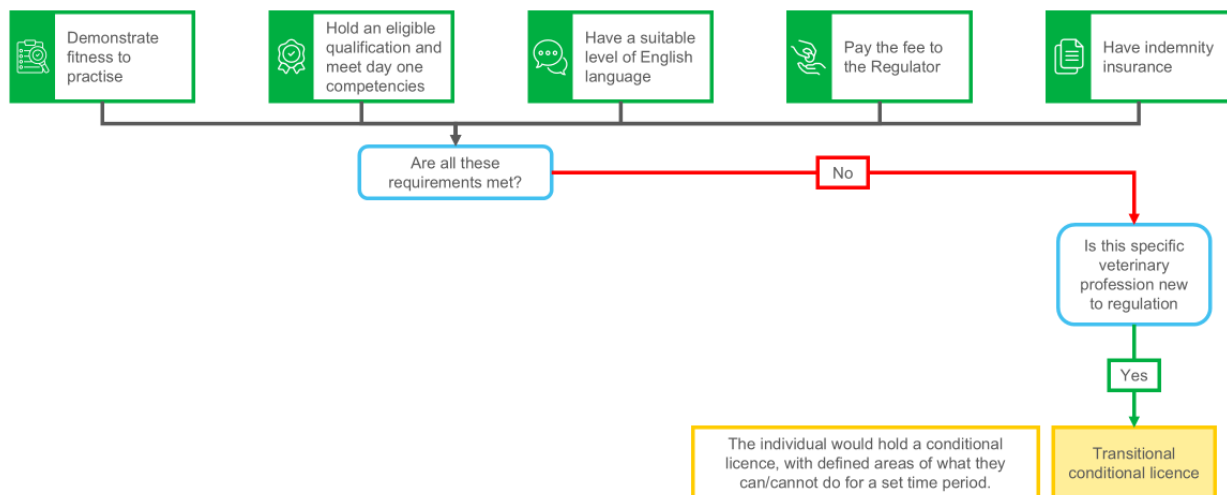 Demonstrate
fitness to
practise
Hold an eligible
qualification and
meet day one
competencies
Have a suitable
level of English
language
Pay the fee to
the Regulator
Have indemnity
insurance
Are all these
requirements met?
No
Is this specific
veterinary
profession new
to regulation
Yes
The individual would hold a conditional
licence, with defined areas of what they
can/cannot do for a set time period.
Transitional
conditional licence